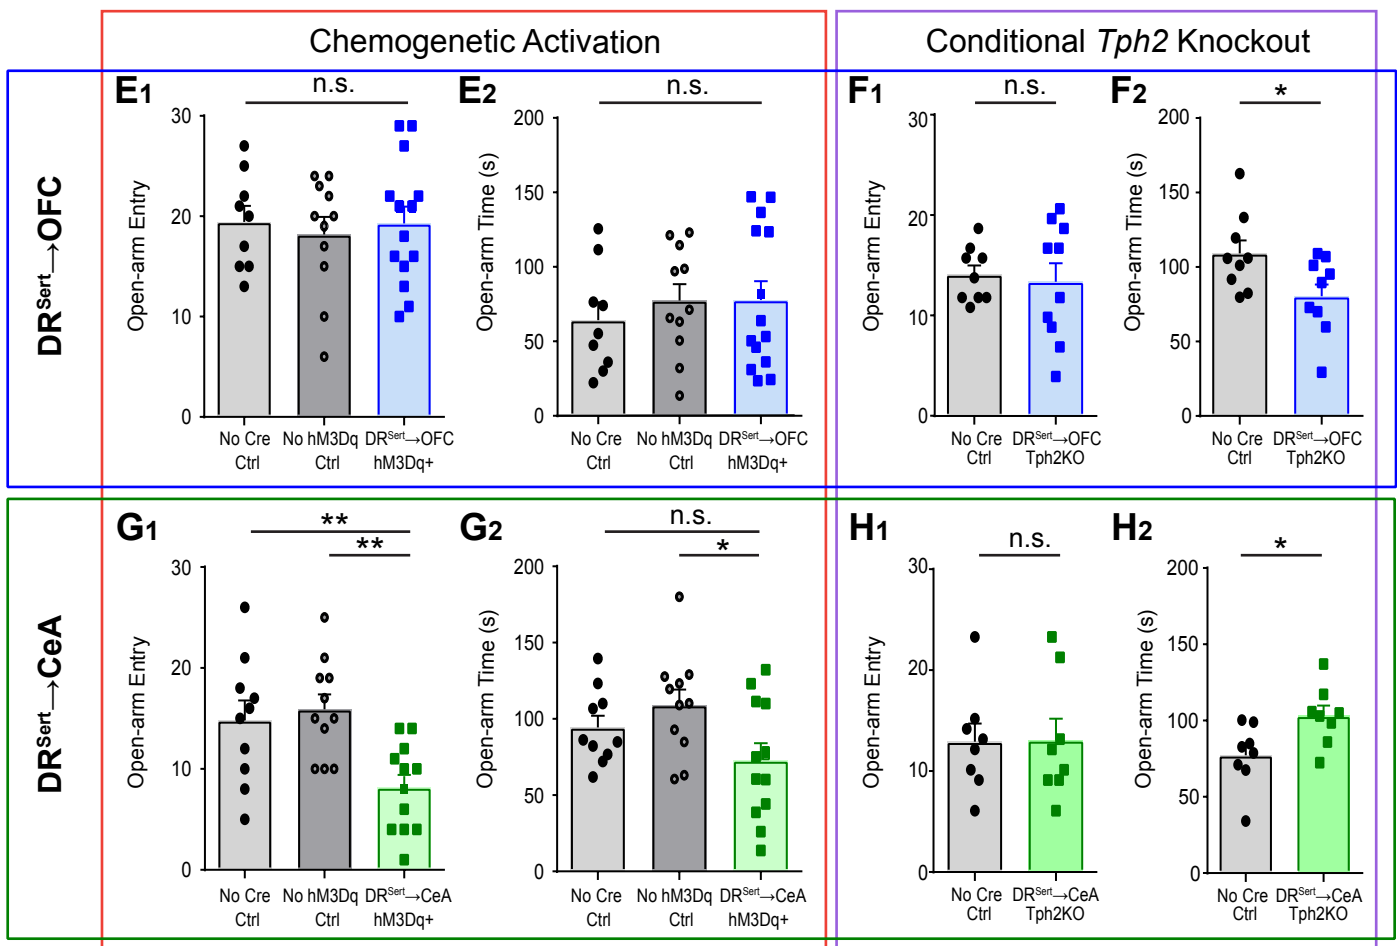 Chemogenetic Activation
Conditional Tph2 Knockout
DRSert→OFC
E1
n.s.
Open-arm Entry
30
20
10
0
No Cre Ctrl
No hM3Dq Ctrl
DRSert→OFC hM3Dq+
E2
n.s.
Open-arm Time (s)
200
150
100
50
0
No Cre Ctrl
No hM3Dq Ctrl
DRSert→OFC hM3Dq+
F1
n.s.
Open-arm Entry
30
20
10
0
No Cre Ctrl
DRSert→OFC Tph2KO
F2
*
Open-arm Time (s)
200
150
100
50
0
No Cre Ctrl
DRSert→OFC Tph2KO
DRSert→CeA
G1
**
**
Open-arm Entry
30
20
10
0
No Cre Ctrl
No hM3Dq Ctrl
DRSert→CeA hM3Dq+
G2
n.s.
*
Open-arm Time (s)
200
150
100
50
0
No Cre Ctrl
No hM3Dq Ctrl
DRSert→CeA hM3Dq+
H1
n.s.
Open-arm Entry
30
20
10
0
No Cre Ctrl
DRSert→CeA Tph2KO
H2
*
Open-arm Time (s)
200
150
100
50
0
No Cre Ctrl
DRSert→CeA Tph2KO